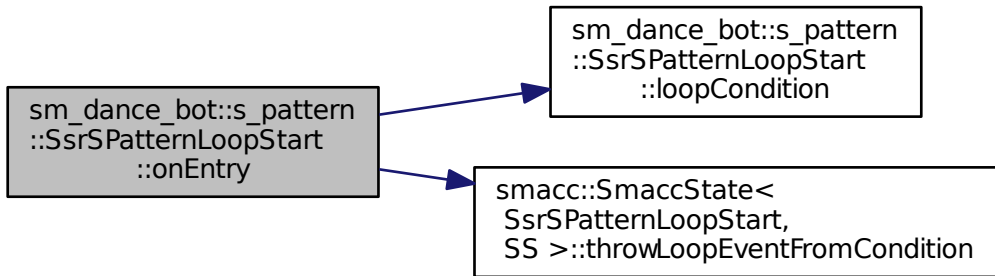 sm_dance_bot::s_pattern
::SsrSPatternLoopStart
::onEntry
sm_dance_bot::s_pattern
::SsrSPatternLoopStart
::loopCondition
smacc::SmaccState<
SsrSPatternLoopStart,
SS >::throwLoopEventFromCondition